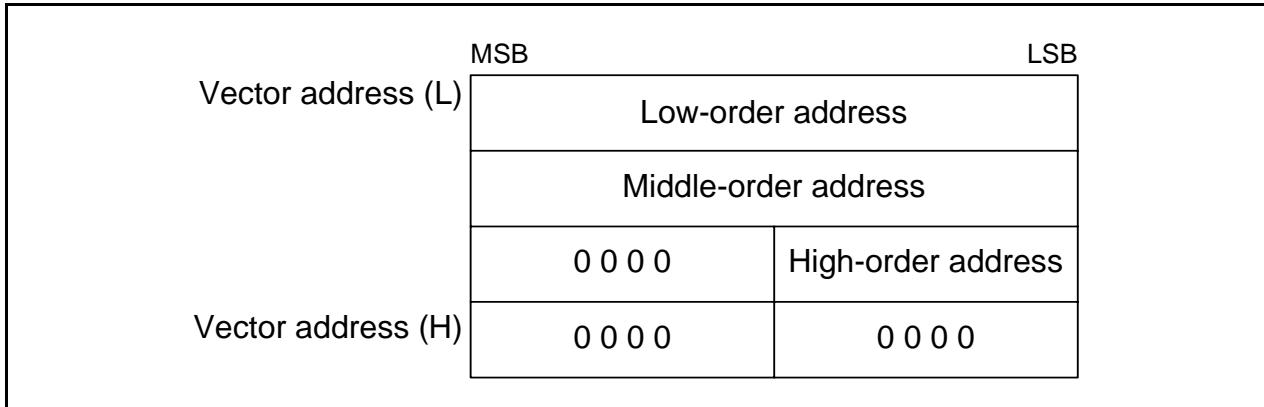 MSB LSB
Vector address (L) Low-order address
Middle-order address
0 0 0 0 High-order address
Vector address (H) 0 0 0 0 0 0 0 0